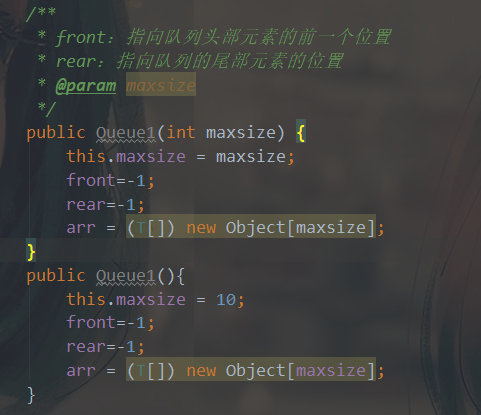 /**
 * front: 指向队列头部元素的前一个位置
 * rear: 指向队列的尾部元素的位置
 * @param maxsize
 */
public Queue1(int maxsize) {
    this.maxsize = maxsize;
    front=-1;
    rear=-1;
    arr = (T[]) new Object[maxsize];
}
public Queue1(){
    this.maxsize = 10;
    front=-1;
    rear=-1;
    arr = (T[]) new Object[maxsize];
}